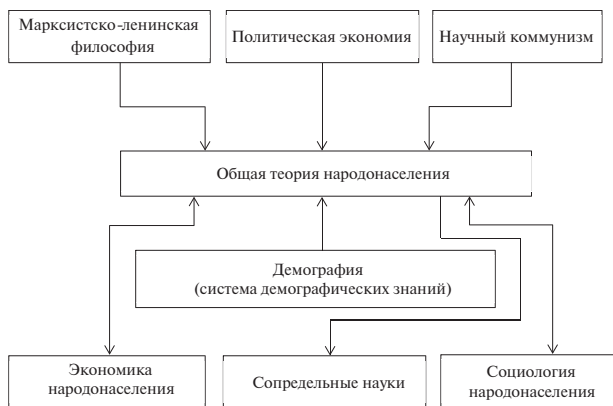 Марксистско-ленинская
философия
Политическая экономия
Научный коммунизм
Общая теория народонаселения
Демография
(система демографических знаний)
Экономика
народонаселения
Сопредельные науки
Социология
народонаселения